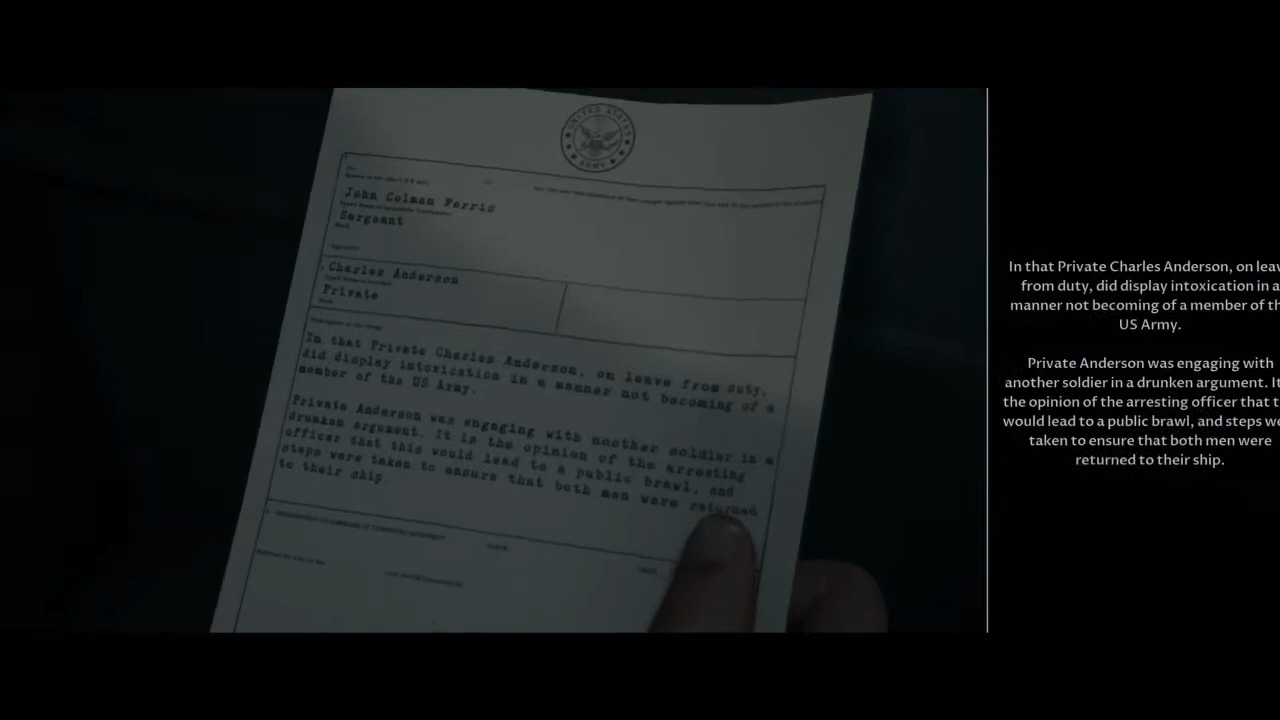 UNITED STATES
ARMY
John Colman Ferris
Sergeant
Charles Anderson
Private
In that Private Charles Anderson, on leave from duty,
did display intoxication in a manner not becoming of a
member of the US Army.
Private Anderson was engaging with another soldier in a
drunken argument. It is the opinion of the arresting
officer that this would lead to a public brawl, and
steps were taken to ensure that both men were returned
to their ship.
In that Private Charles Anderson, on leav
from duty, did display intoxication in a
manner not becoming of a member of th
US Army.
Private Anderson was engaging with
another soldier in a drunken argument. It
the opinion of the arresting officer that t
would lead to a public brawl, and steps we
taken to ensure that both men were
returned to their ship.